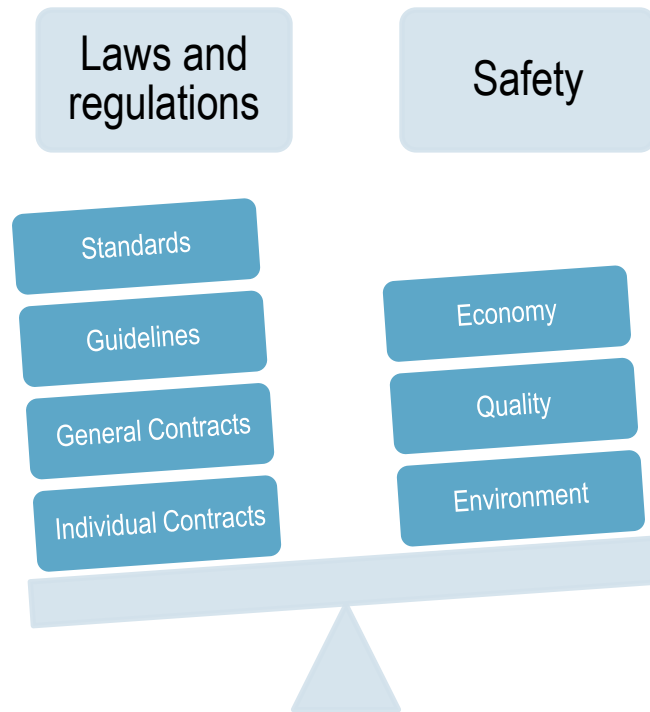 Laws and
regulations
Safety
Standards
Guidelines
General Contracts
Individual Contracts
Economy
Quality
Environment